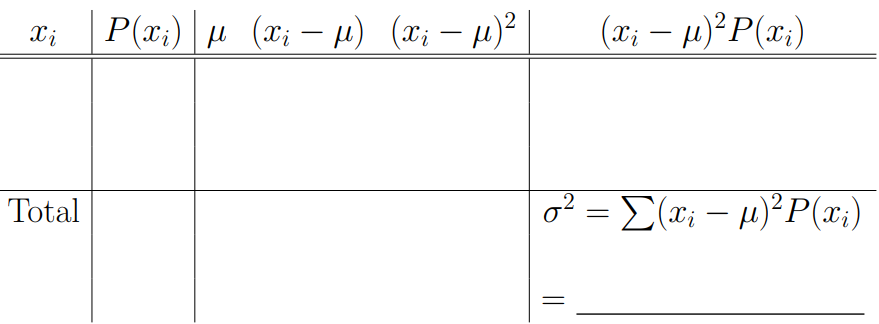 xᵢ P(xᵢ) μ (xᵢ − μ) (xᵢ − μ)² (xᵢ − μ)²P(xᵢ)
Total σ² = ∑(xᵢ − μ)²P(xᵢ)
= ________________